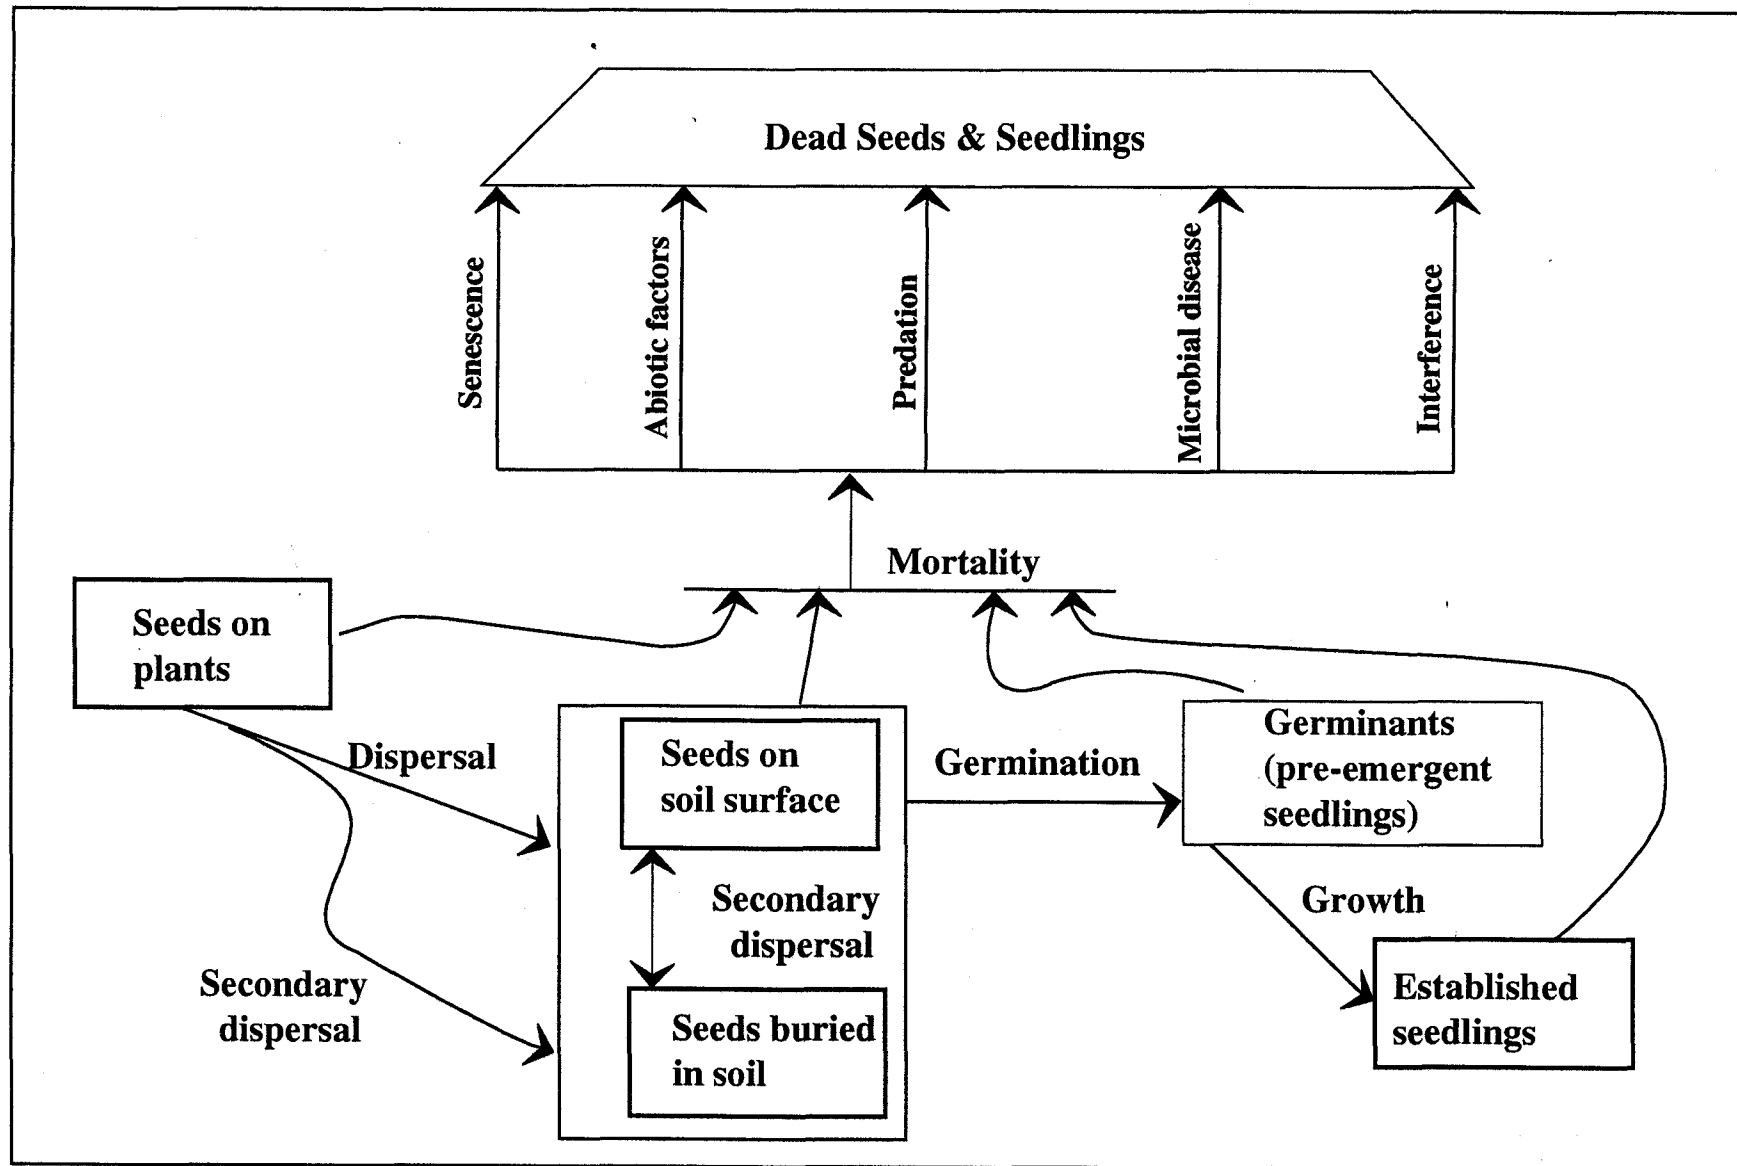 Dead Seeds & Seedlings
Senescence
Abiotic factors
Predation
Microbial disease
Interference
Mortality
Seeds on
plants
Dispersal
Secondary
dispersal
Seeds on
soil surface
Secondary
dispersal
Seeds buried
in soil
Germination
Germinants
(pre-emergent
seedlings)
Growth
Established
seedlings